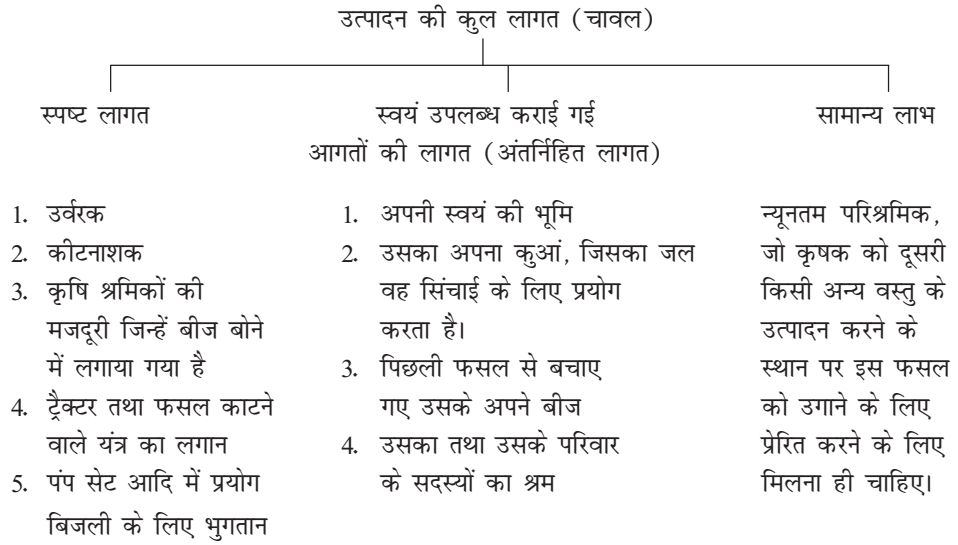 उत्पादन की कुल लागत (चावल)
स्पष्ट लागत
स्वयं उपलब्ध कराई गई
आगतों की लागत (अंतर्निहित लागत)
सामान्य लाभ
1. उर्वरक
2. कीटनाशक
3. कृषि श्रमिकों की
मजदूरी जिन्हें बीज बोने
में लगाया गया है
4. ट्रैक्टर तथा फसल काटने
वाले यंत्र का लगान
5. पंप सेट आदि में प्रयोग
बिजली के लिए भुगतान
1. अपनी स्वयं की भूमि
2. उसका अपना कुआं, जिसका जल
वह सिंचाई के लिए प्रयोग
करता है।
3. पिछली फसल से बचाए
गए उसके अपने बीज
4. उसका तथा उसके परिवार
के सदस्यों का श्रम
न्यूनतम परिश्रमिक,
जो कृषक को दूसरी
किसी अन्य वस्तु के
उत्पादन करने के
स्थान पर इस फसल
को उगाने के लिए
प्रेरित करने के लिए
मिलना ही चाहिए।